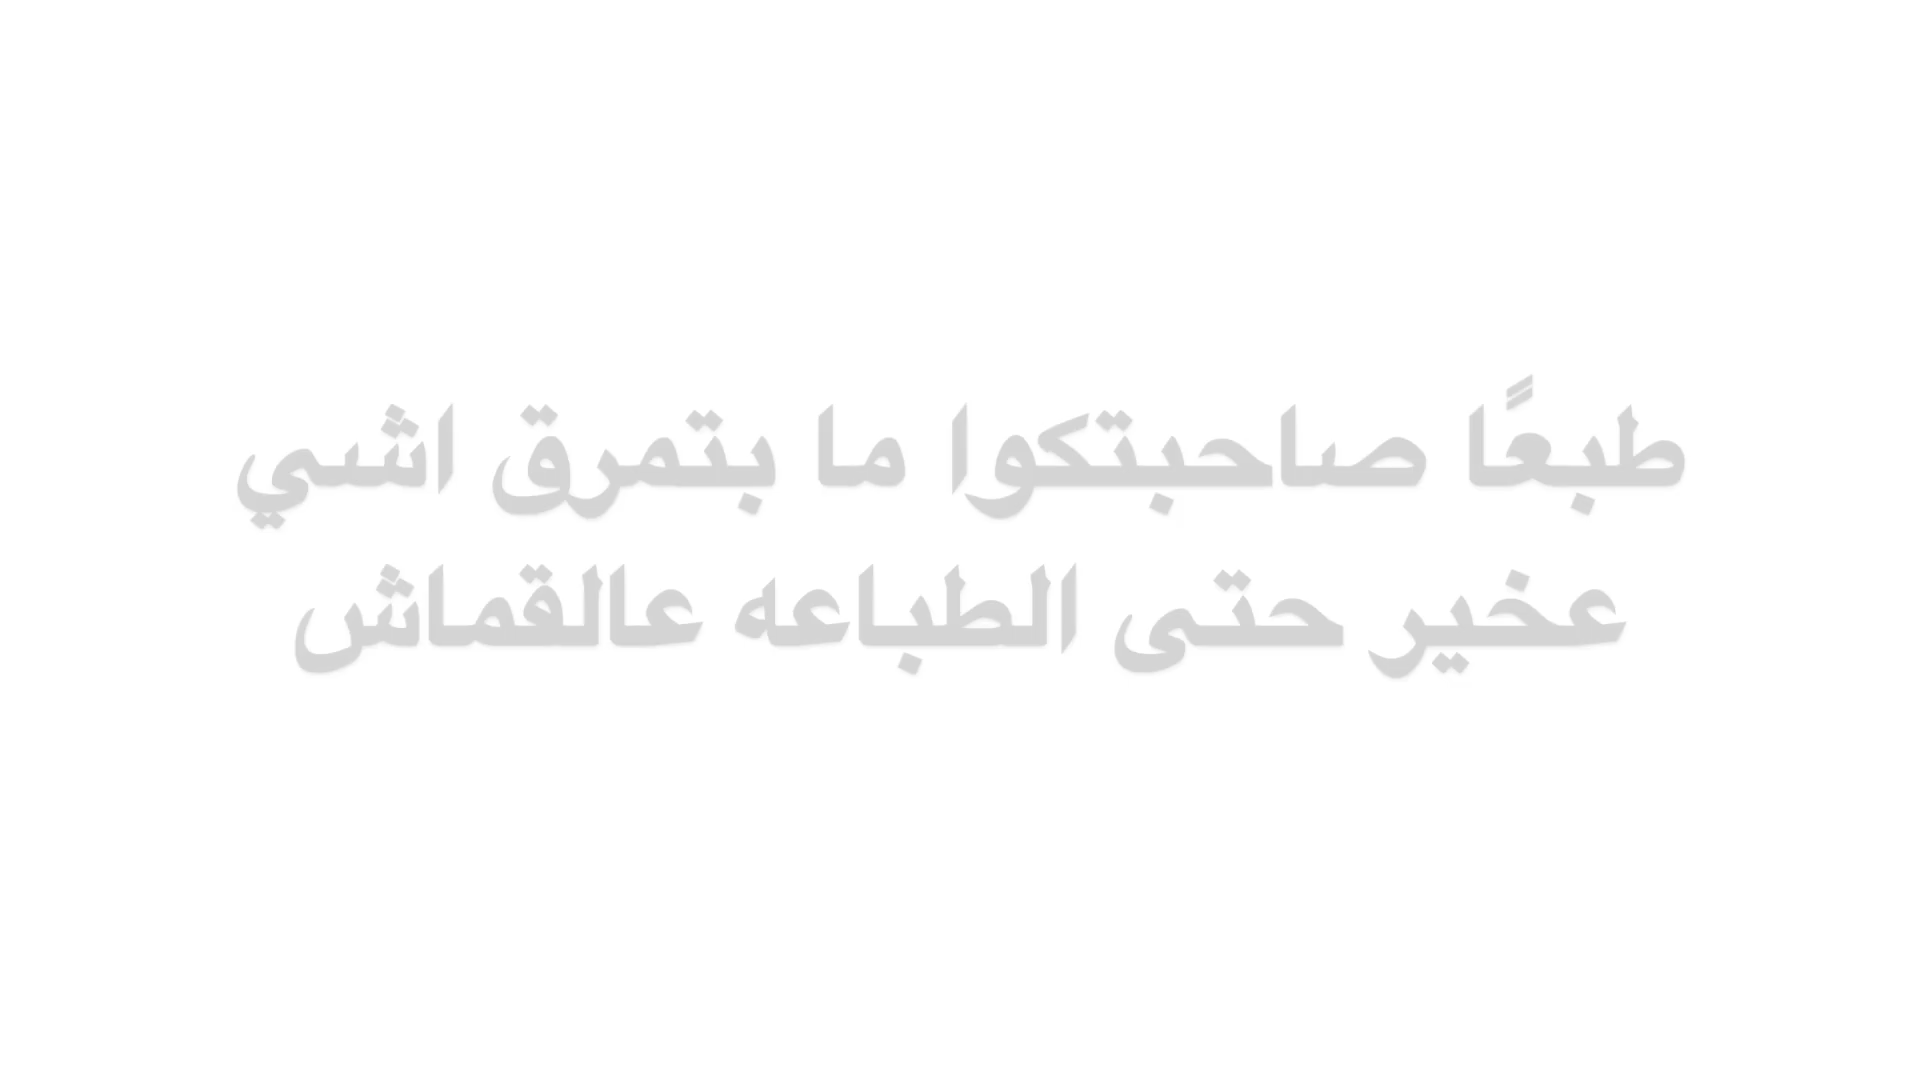 طبعًا صاحبتكوا ما بتمرق اشي
عخير حتى الطباعه عالقماش